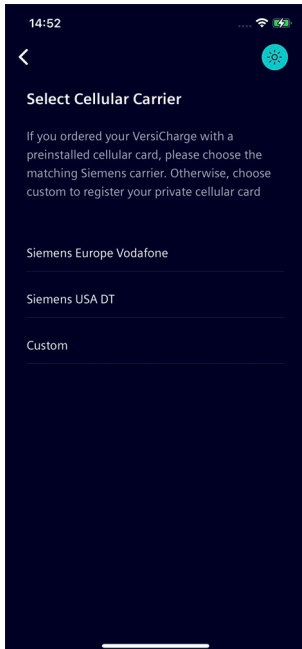 14:52
Select Cellular Carrier
If you ordered your VersiCharge with a
preinstalled cellular card, please choose the
matching Siemens carrier. Otherwise, choose
custom to register your private cellular card
Siemens Europe Vodafone
Siemens USA DT
Custom